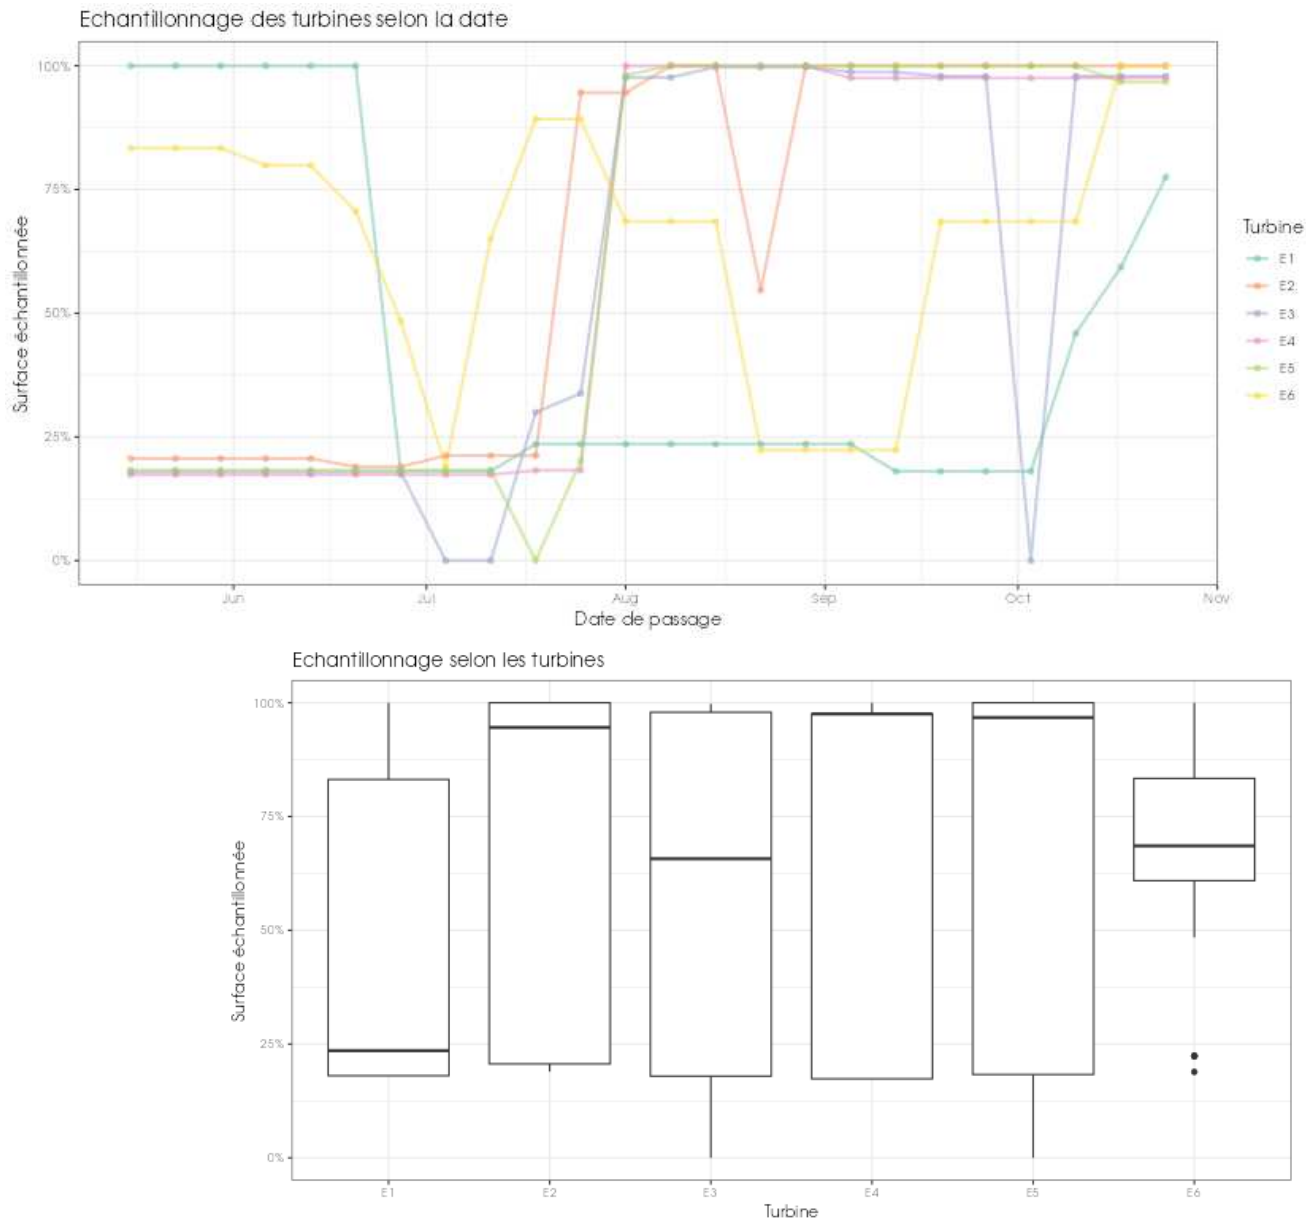 Echantillonnage des turbines selon la date
100%
75%
50%
25%
0%
Surface échantillonnée
Jun
Jul
Aug
Sep
Oct
Nov
Date de passage
Turbine
E1
E2
E3
E4
E5
E6
Echantillonnage selon les turbines
100%
75%
50%
25%
0%
Surface échantillonnée
E1
E2
E3
E4
E5
E6
Turbine